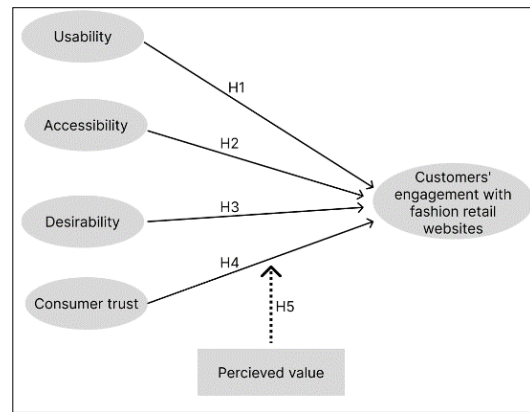 Usability
H1
Accessibility
H2
Customers'
engagement with
fashion retail
websites
Desirability
H3
H4
Consumer trust
H5
Percieved value